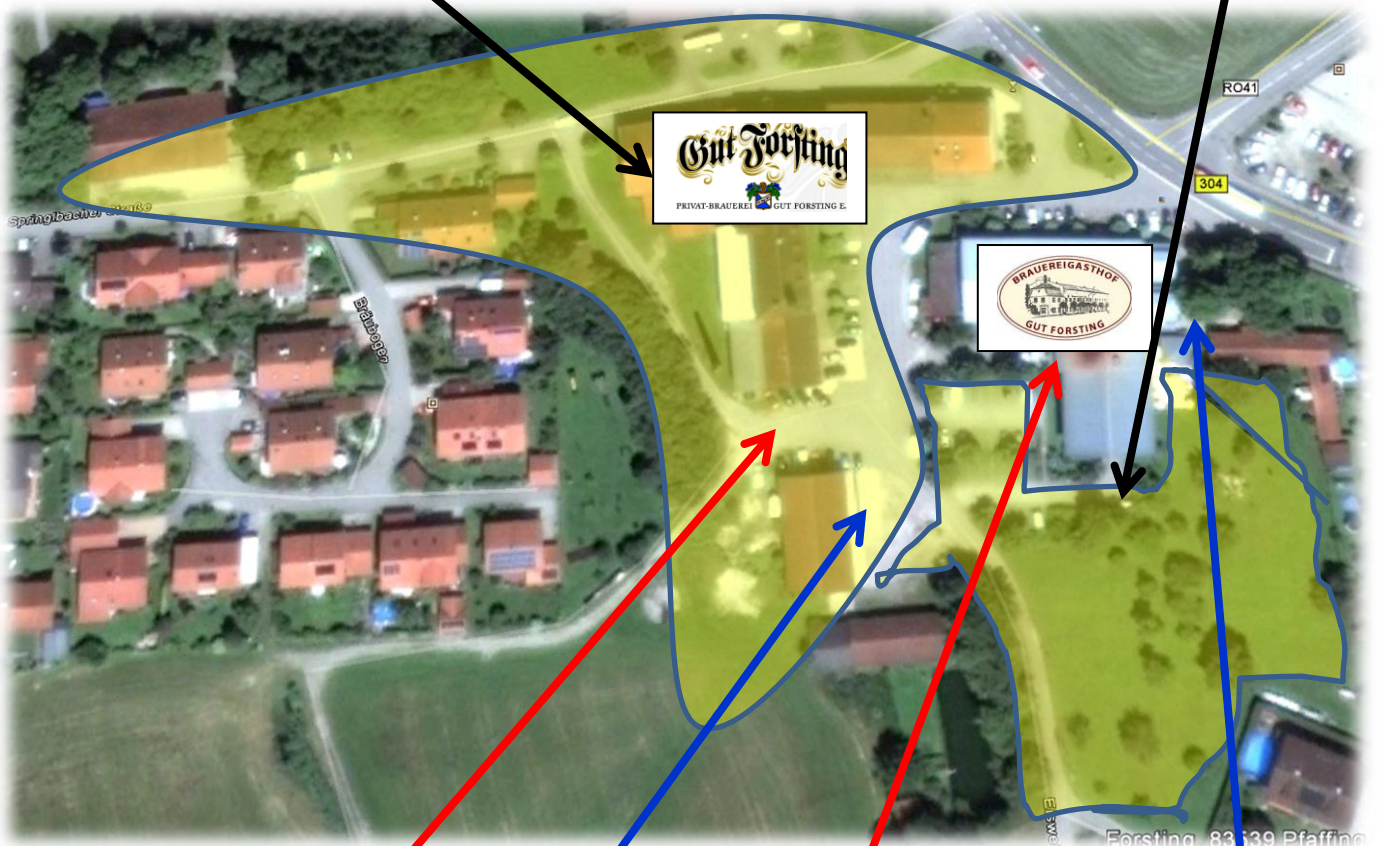 RO41
304
Springlbacher Straße
Gut Forsting
PRIVAT-BRAUEREI GUT FORSTING E.
BRAUEREIGASTHOF
GUT FORSTING
Bräubogen
Forsting, 83539 Pfaffing